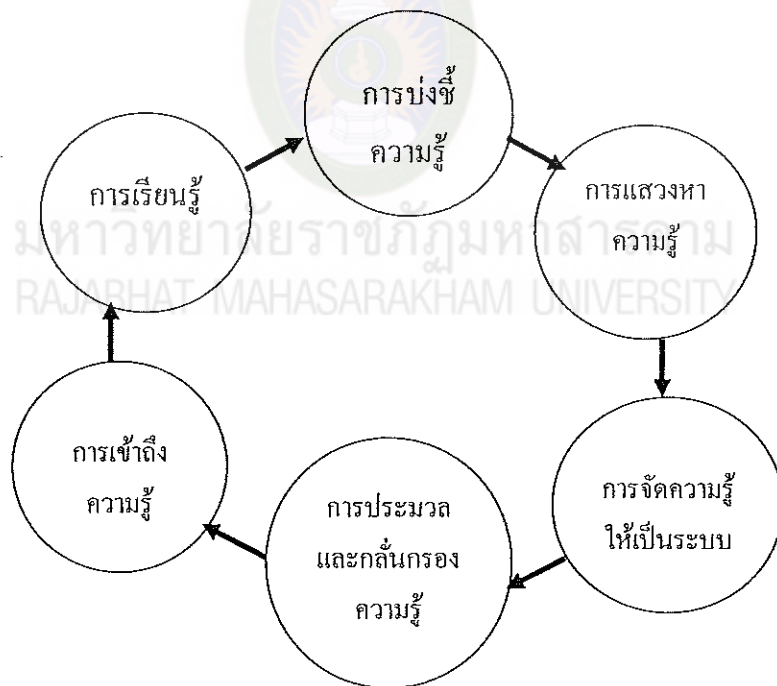 การบ่งชี้
ความรู้
การแสวงหา
ความรู้
การจัดความรู้
ให้เป็นระบบ
การประมวล
และกลั่นกรอง
ความรู้
การเข้าถึง
ความรู้
การเรียนรู้
มหาวิทยาลัยราชภัฏมหาสารคาม
RAJABHAT MAHASARAKHAM UNIVERSITY